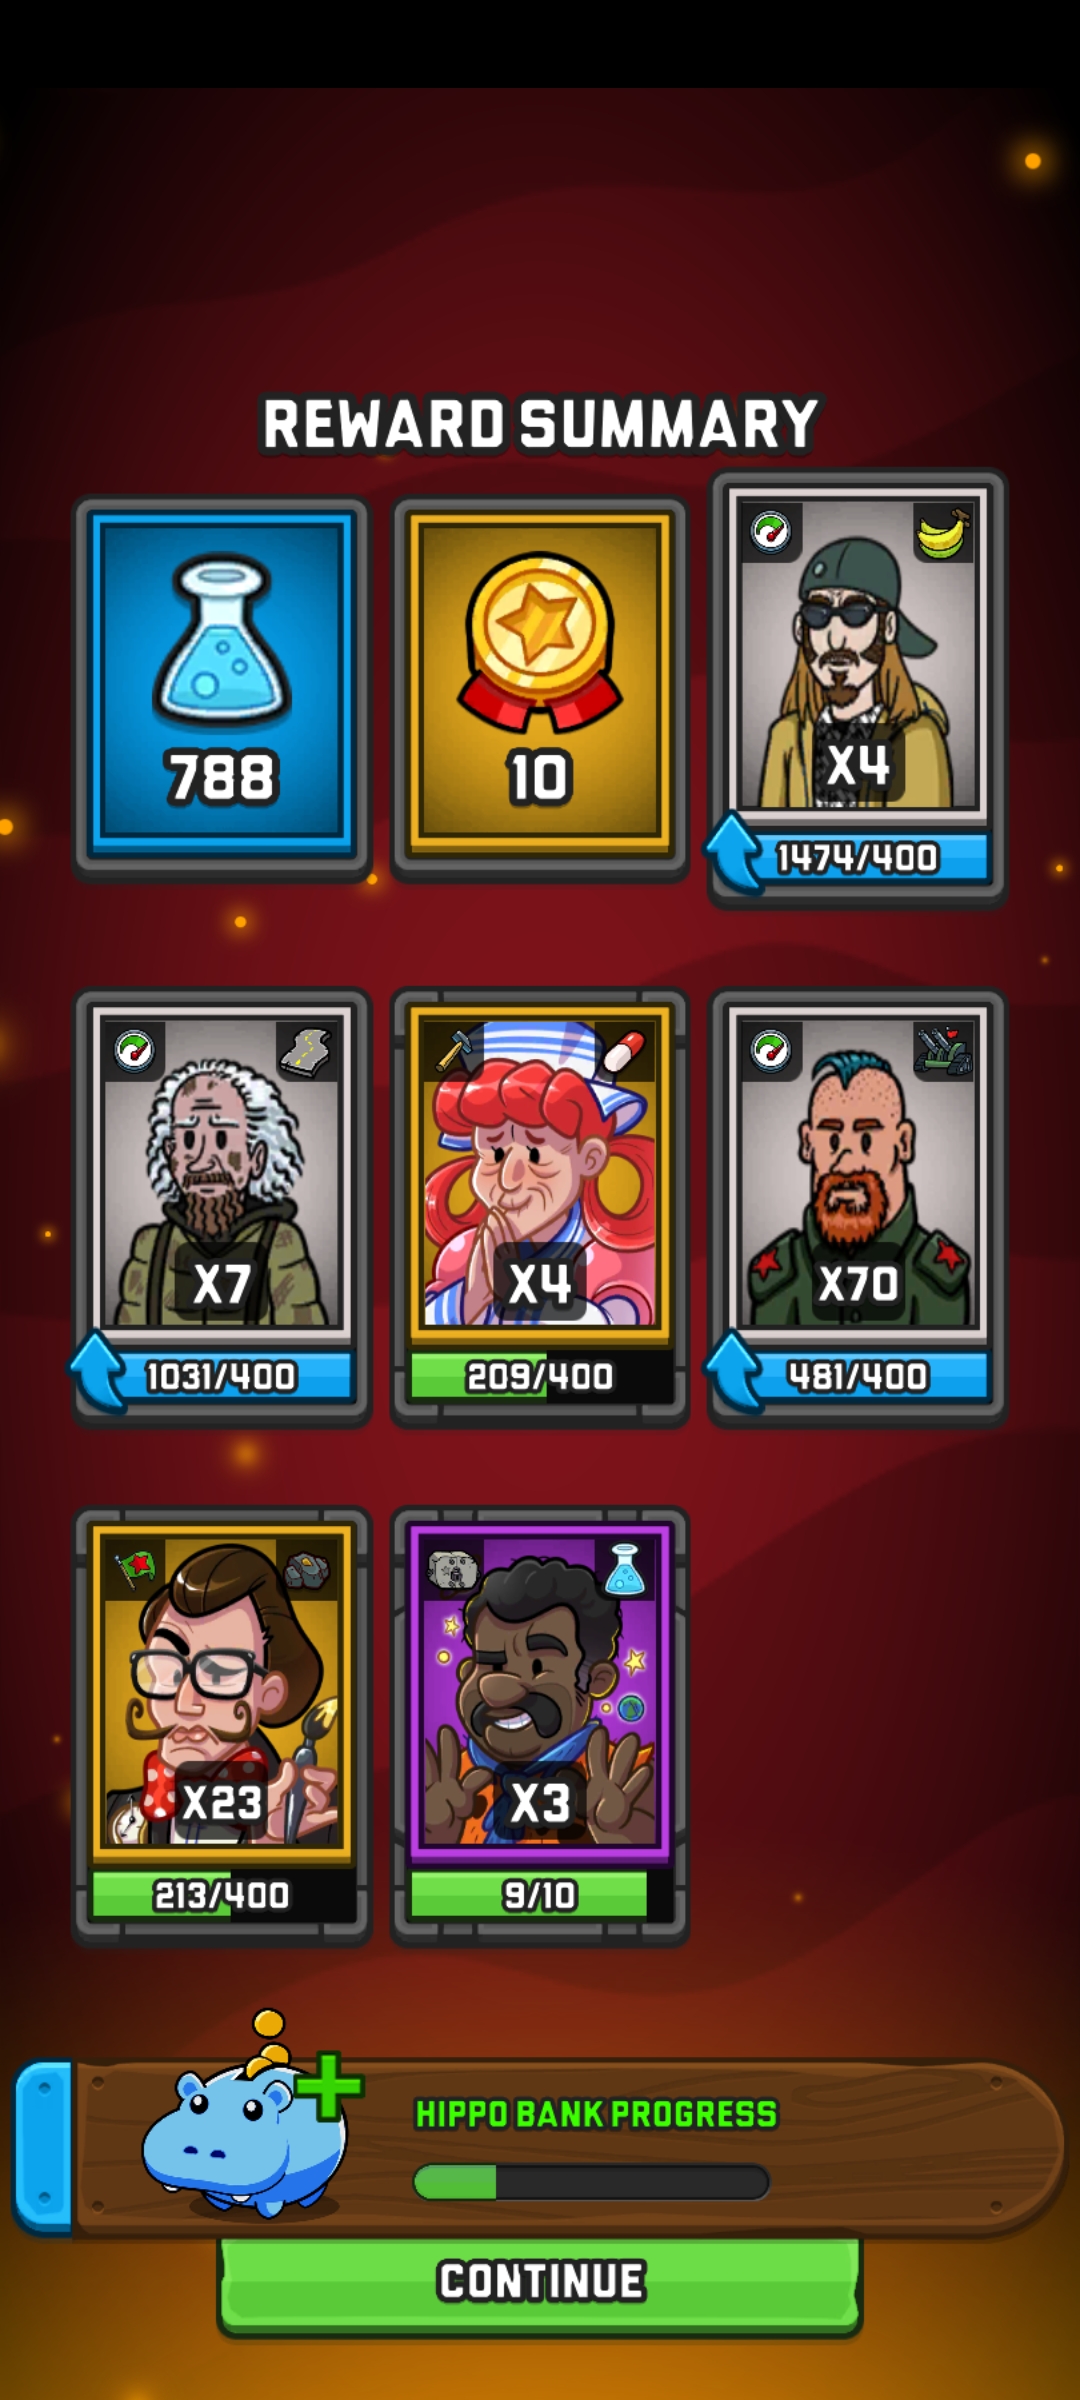 REWARD SUMMARY
788
10
X4
1474/400
X7
1031/400
X4
209/400
X70
481/400
X23
213/400
X3
9/10
HIPPO BANK PROGRESS
CONTINUE